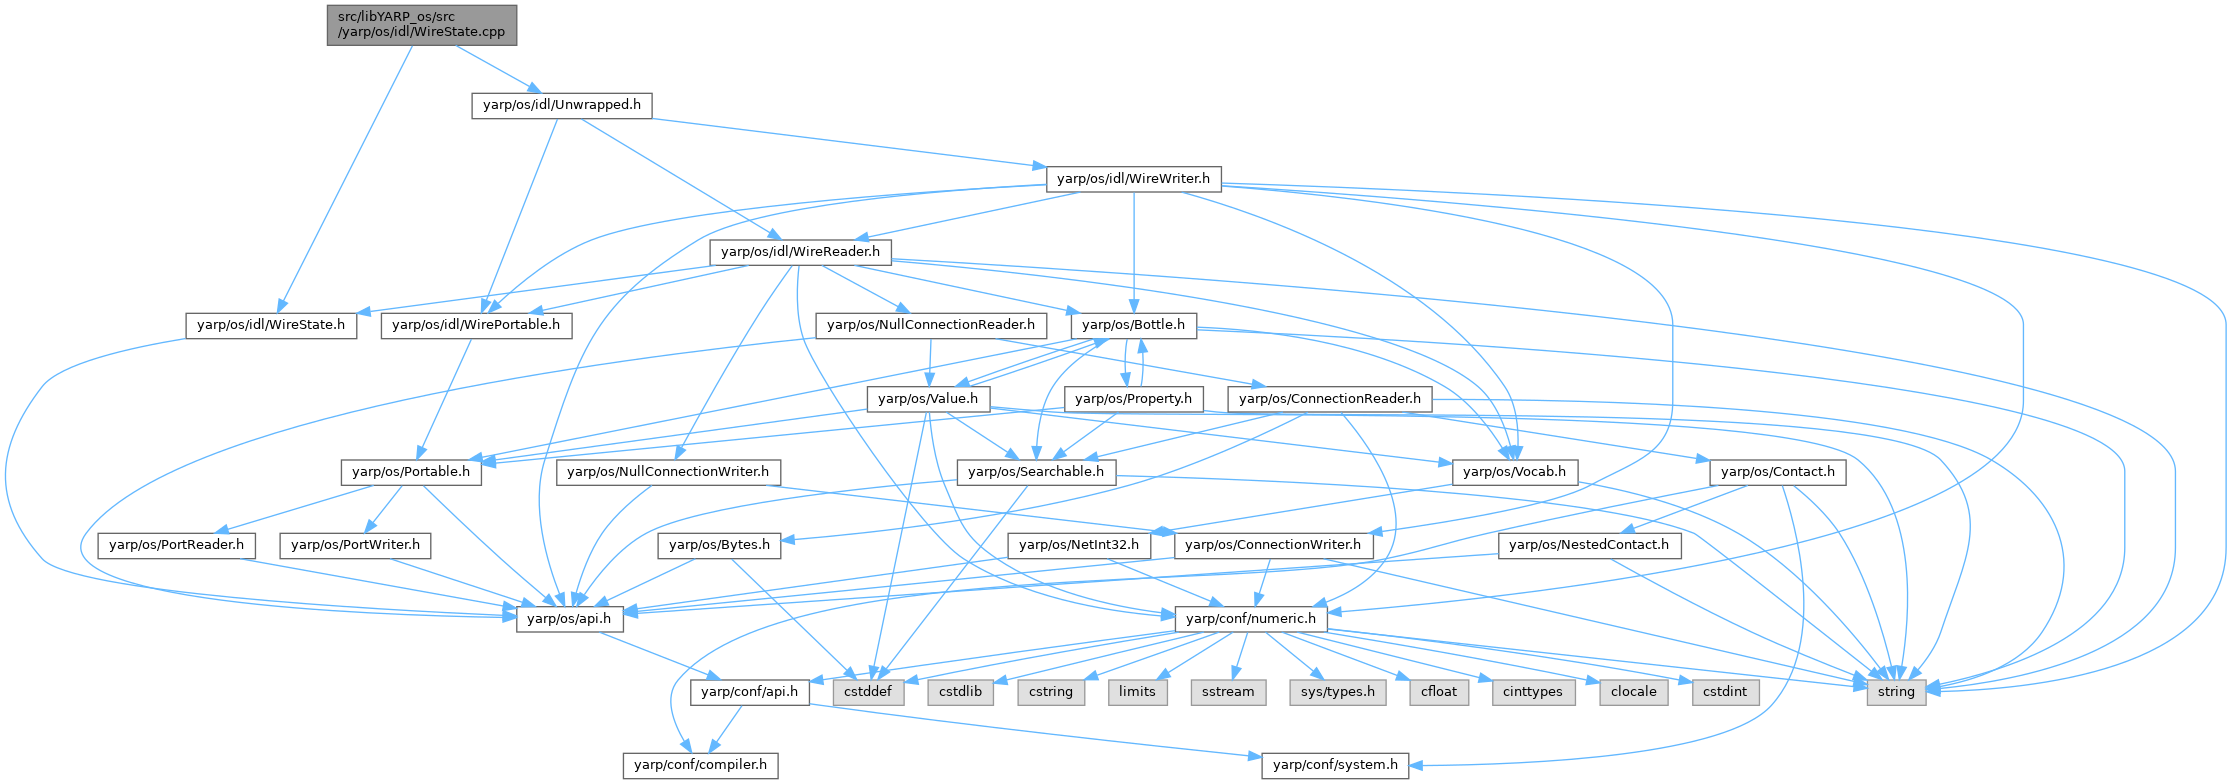 src/libYARP_os/src
/yarp/os/idl/WireState.cpp
yarp/os/idl/Unwrapped.h
yarp/os/idl/WireWriter.h
yarp/os/idl/WireReader.h
yarp/os/idl/WireState.h
yarp/os/idl/WirePortable.h
yarp/os/NullConnectionReader.h
yarp/os/Bottle.h
yarp/os/Value.h
yarp/os/Property.h
yarp/os/ConnectionReader.h
yarp/os/Portable.h
yarp/os/NullConnectionWriter.h
yarp/os/Searchable.h
yarp/os/Vocab.h
yarp/os/Contact.h
yarp/os/PortReader.h
yarp/os/PortWriter.h
yarp/os/Bytes.h
yarp/os/NetInt32.h
yarp/os/ConnectionWriter.h
yarp/os/NestedContact.h
yarp/os/api.h
yarp/conf/numeric.h
yarp/conf/api.h
cstddef
cstdlib
cstring
limits
sstream
sys/types.h
cfloat
cinttypes
clocale
cstdint
string
yarp/conf/compiler.h
yarp/conf/system.h